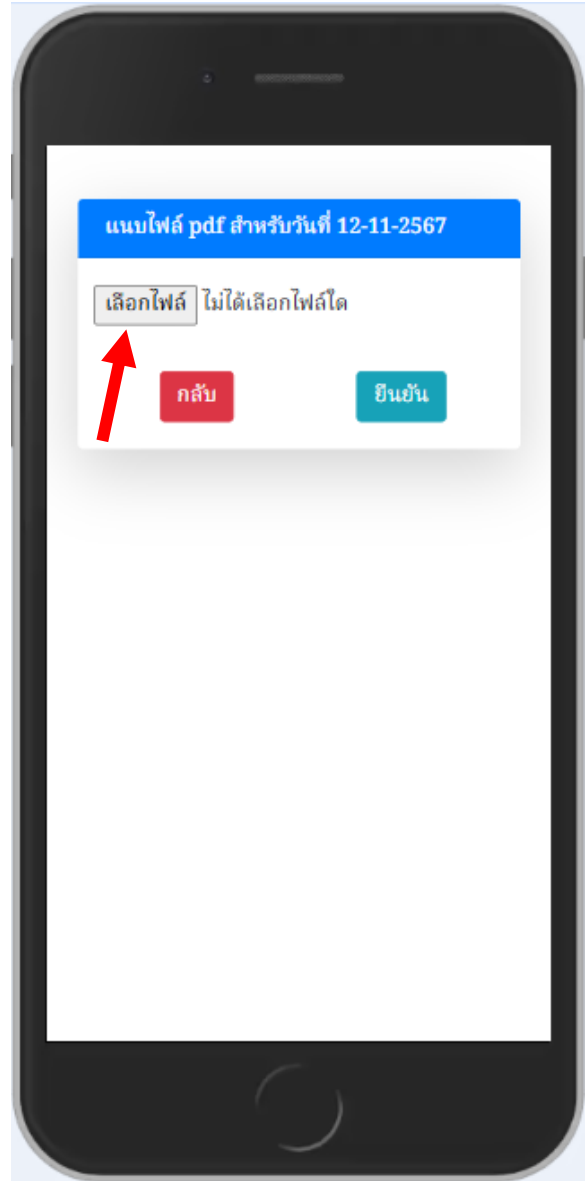 แนบไฟล์ pdf สำหรับวันที่ 12-11-2567
เลือกไฟล์ ไม่ได้เลือกไฟล์ใด
กลับ ยืนยัน